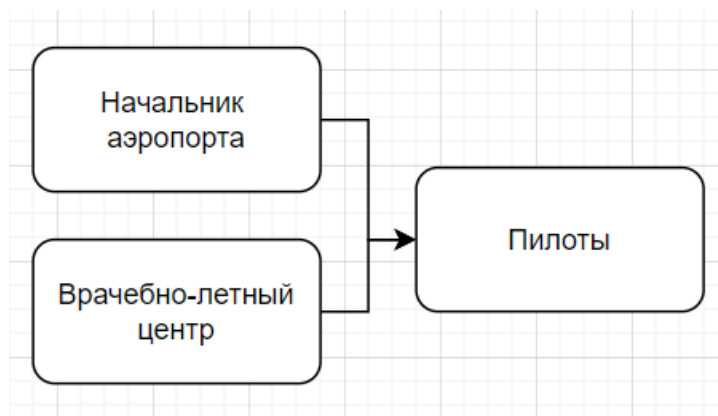 Начальник
аэропорта
Врачебно-летный
центр
Пилоты